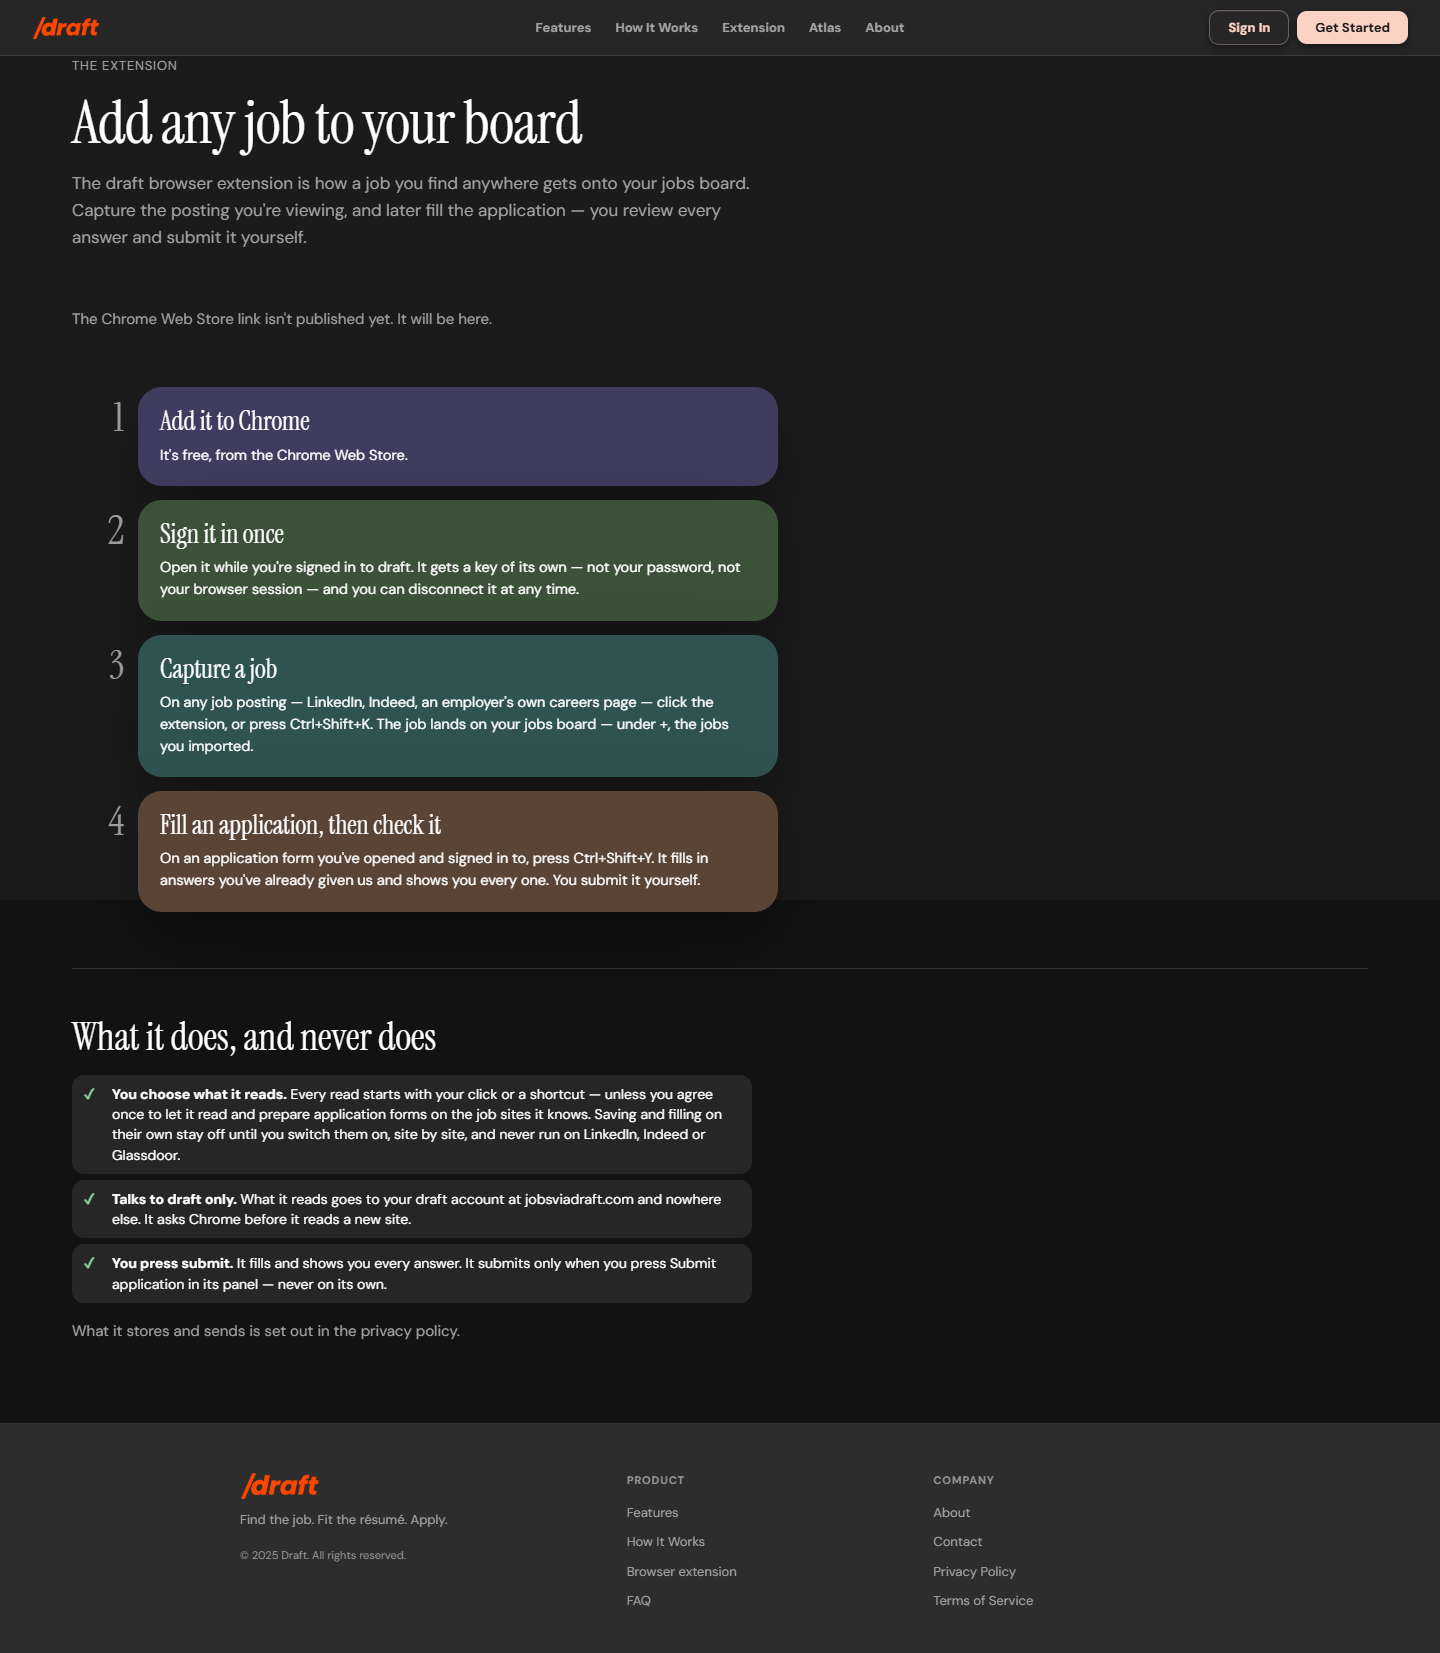 /draft
Features
How It Works
Extension
Atlas
About
Sign In
Get Started
THE EXTENSION
Add any job to your board
The draft browser extension is how a job you find anywhere gets onto your jobs board.
Capture the posting you're viewing, and later fill the application — you review every
answer and submit it yourself.
The Chrome Web Store link isn't published yet. It will be here.
1
Add it to Chrome
It's free, from the Chrome Web Store.
2
Sign it in once
Open it while you're signed in to draft. It gets a key of its own — not your password, not
your browser session — and you can disconnect it at any time.
3
Capture a job
On any job posting — LinkedIn, Indeed, an employer's own careers page — click the
extension, or press Ctrl+Shift+K. The job lands on your jobs board — under +, the jobs
you imported.
4
Fill an application, then check it
On an application form you've opened and signed in to, press Ctrl+Shift+Y. It fills in
answers you've already given us and shows you every one. You submit it yourself.
What it does, and never does
✓ You choose what it reads. Every read starts with your click or a shortcut — unless you agree
once to let it read and prepare application forms on the job sites it knows. Saving and filling on
their own stay off until you switch them on, site by site, and never run on LinkedIn, Indeed or
Glassdoor.
✓ Talks to draft only. What it reads goes to your draft account at jobsviadraft.com and nowhere
else. It asks Chrome before it reads a new site.
✓ You press submit. It fills and shows you every answer. It submits only when you press Submit
application in its panel — never on its own.
What it stores and sends is set out in the privacy policy.
/draft
Find the job. Fit the résumé. Apply.
© 2025 Draft. All rights reserved.
PRODUCT
Features
How It Works
Browser extension
FAQ
COMPANY
About
Contact
Privacy Policy
Terms of Service